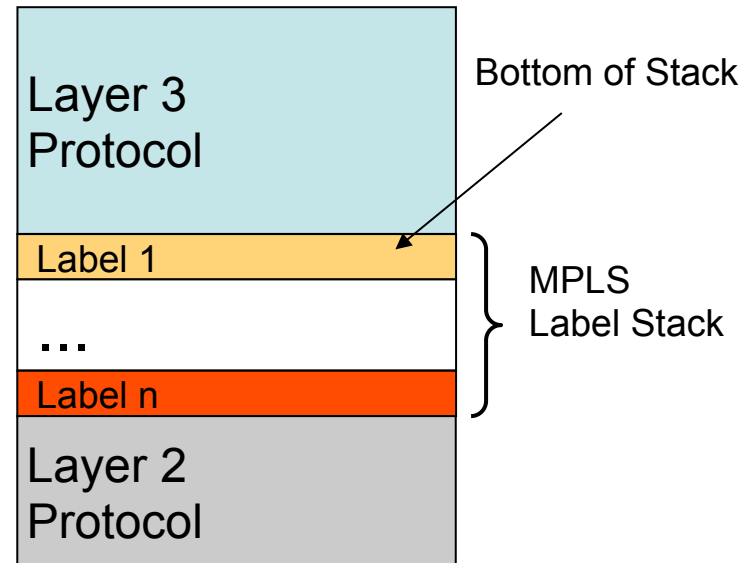 Layer 3
Protocol
Bottom of Stack
Label 1
...
Label n
MPLS
Label Stack
Layer 2
Protocol